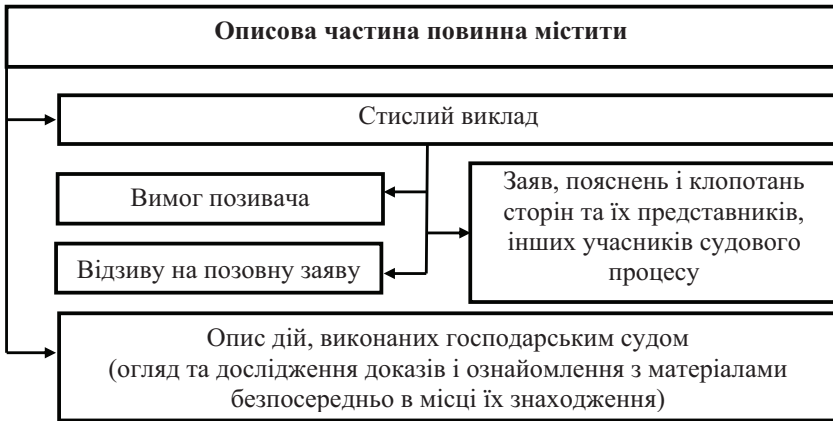 Описова частина повинна містити
Стислий виклад
Вимог позивача
Відзиву на позовну заяву
Заяв, пояснень і клопотань
сторін та їх представників,
інших учасників судового
процесу
Опис дій, виконаних господарським судом
(огляд та дослідження доказів і ознайомлення з матеріалами
безпосередньо в місці їх знаходження)